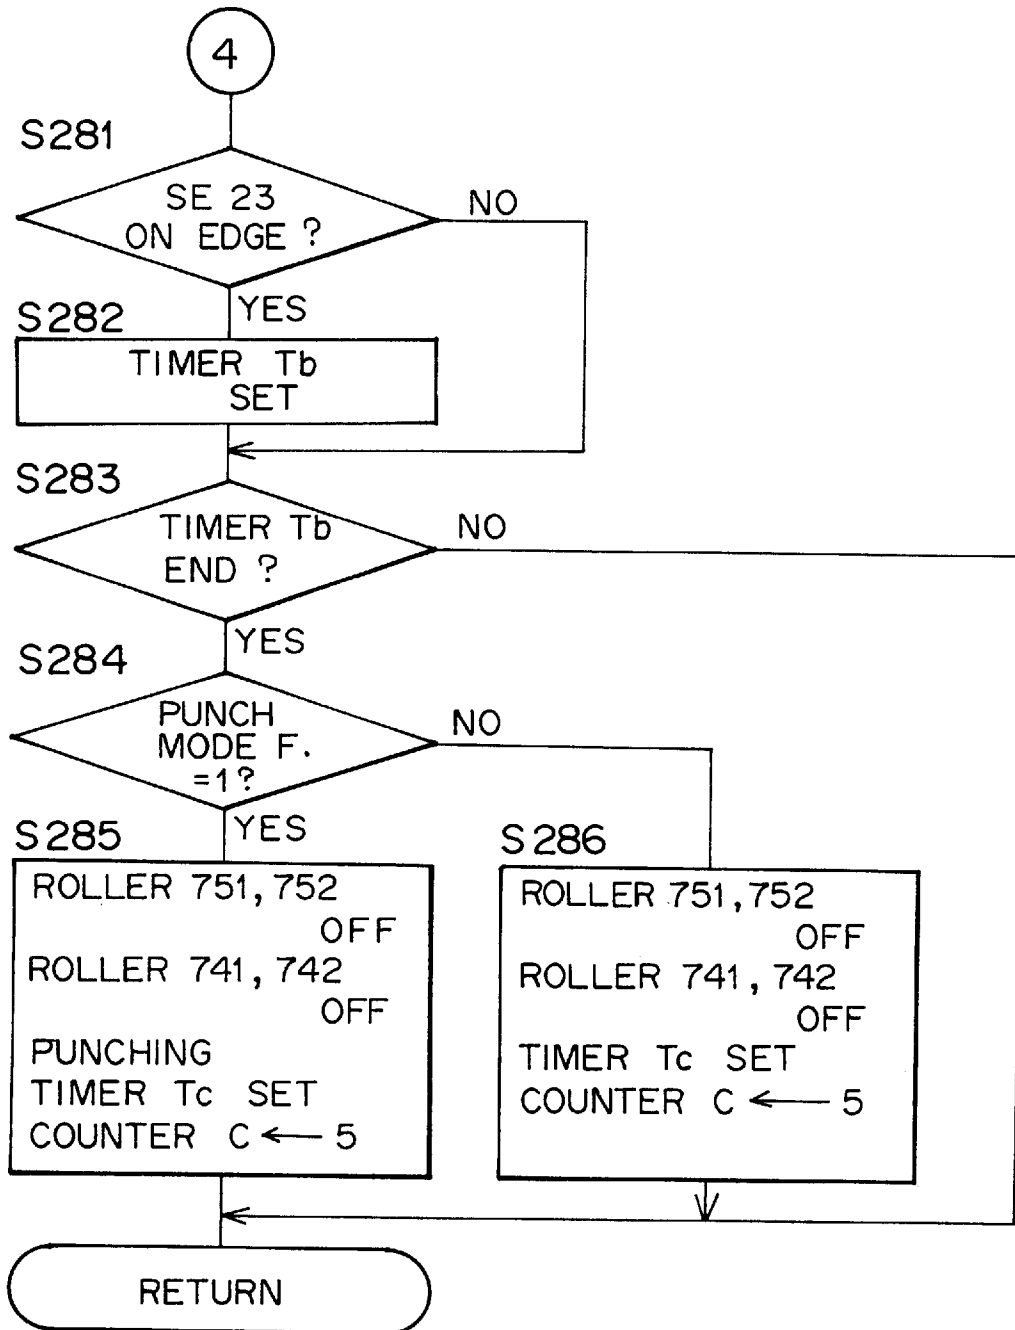 4
S281
SE 23
ON EDGE ?
NO
YES
S282
TIMER Tb
SET
S283
TIMER Tb
END ?
NO
YES
S284
PUNCH
MODE F.
=1?
NO
YES
S285
ROLLER 751, 752
OFF
ROLLER 741, 742
OFF
PUNCHING
TIMER Tc SET
COUNTER C ← 5
S286
ROLLER 751, 752
OFF
ROLLER 741, 742
OFF
TIMER Tc SET
COUNTER C ← 5
RETURN